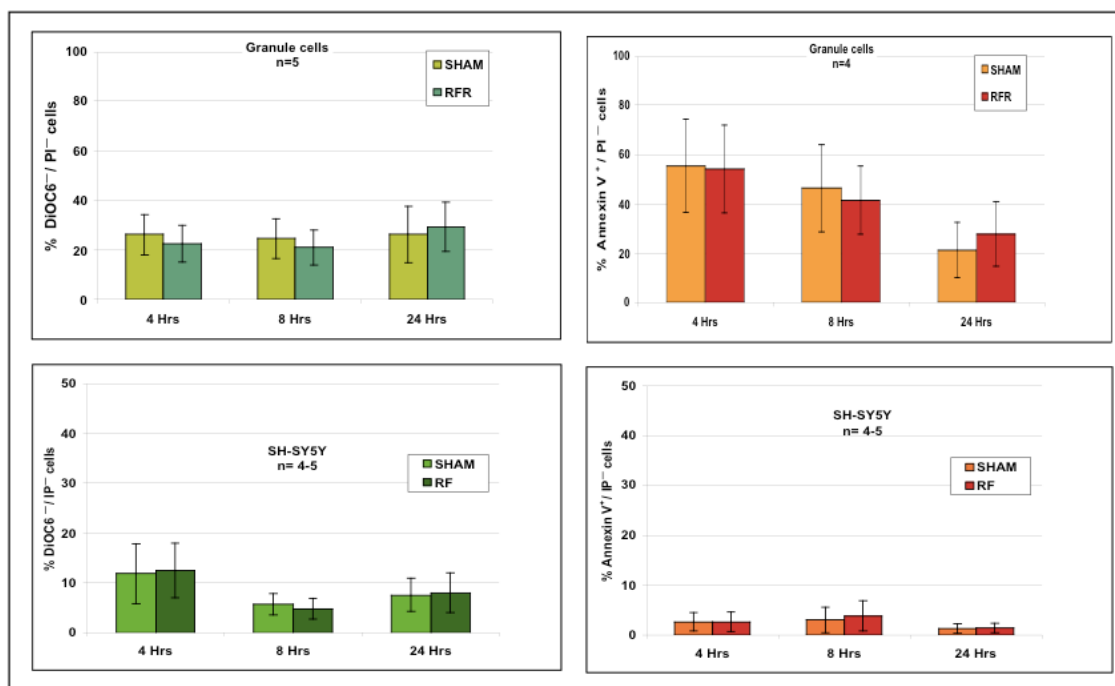 Granule cells
n=5
SHAM
RFR
% DiOC6⁻/ PI⁻ cells
100
80
60
40
20
0
4 Hrs 8 Hrs 24 Hrs
Granule cells
n=4
SHAM
RFR
% Annexin V⁺ / PI⁻ cells
100
80
60
40
20
0
4 Hrs 8 Hrs 24 Hrs
SH-SY5Y
n= 4-5
SHAM
RF
% DiOC6⁻/ IP⁻ cells
50
40
30
20
10
0
4 Hrs 8 Hrs 24 Hrs
SH-SY5Y
n= 4-5
SHAM
RF
% Annexin V⁺/ IP⁻ cells
50
40
30
20
10
0
4 Hrs 8 Hrs 24 Hrs